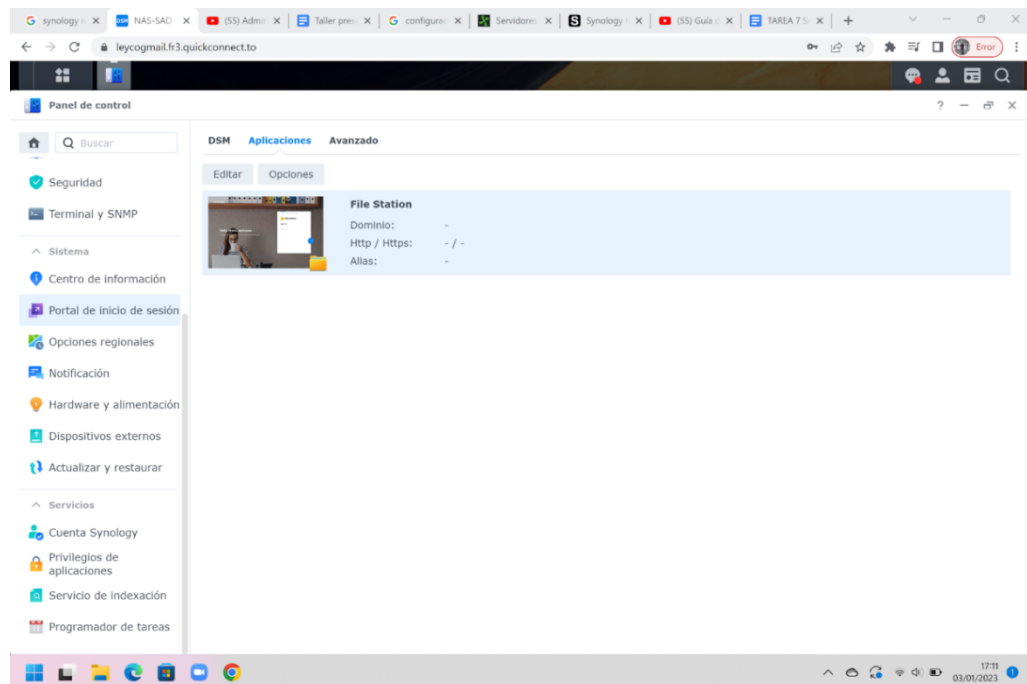 synology n
NAS-SAD -
(55) Admi
Taller prese
configurac
Servidores
Synology I
(55) Guía d
TAREA 7 S
leycogmail.fr3.quickconnect.to
Error
Panel de control
Buscar
DSM Aplicaciones Avanzado
Editar Opciones
Seguridad
Terminal y SNMP
Sistema
Centro de información
Portal de inicio de sesión
Opciones regionales
Notificación
Hardware y alimentación
Dispositivos externos
Actualizar y restaurar
Servicios
Cuenta Synology
Privilegios de
aplicaciones
Servicio de indexación
Programador de tareas
File Station
Dominio: -
Http / Https: - / -
Alias: -
17:11
03/01/2023
1